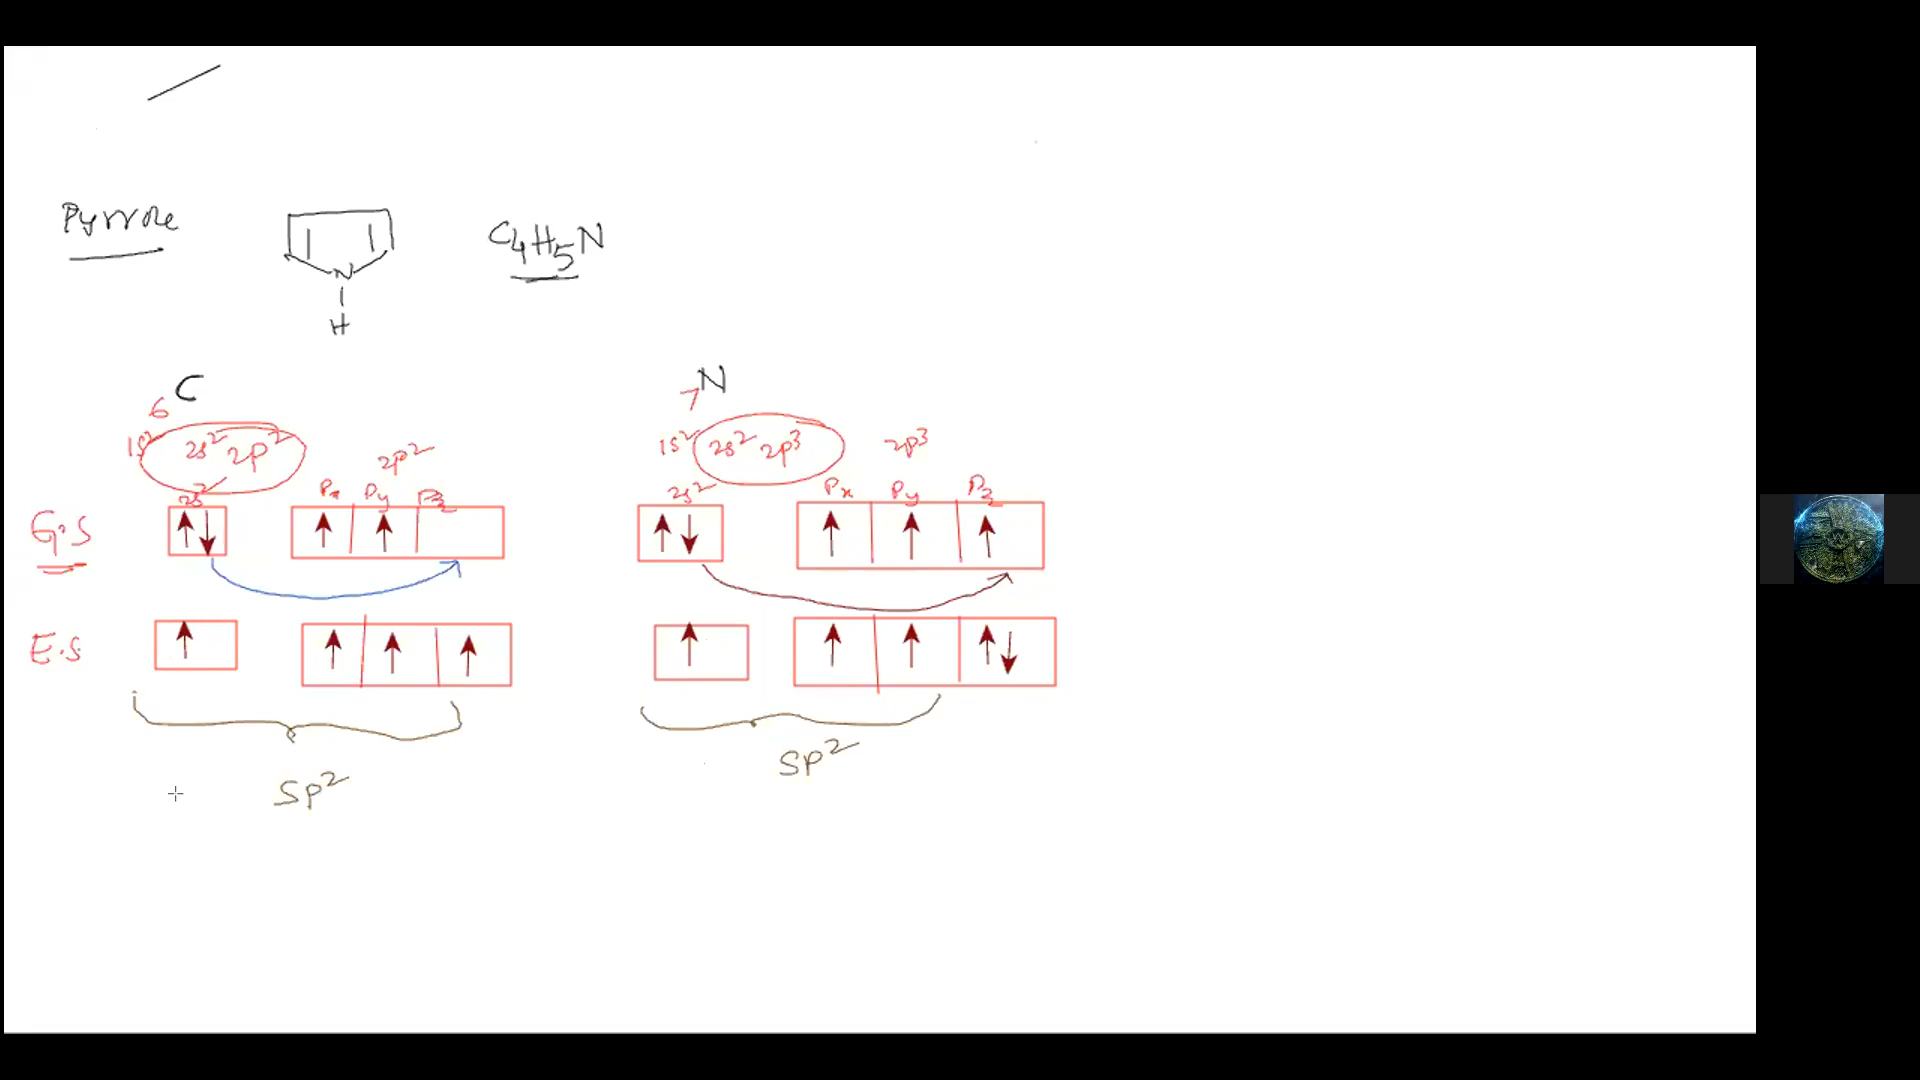 Pyrrole
N
H
C4H5N
6C
7N
1s² 2s² 2p²
2p²
1s² 2s² 2p³
2p³
2s²
Px Py Pz
2s²
Px Py Pz
G.S
E.S
Sp²
Sp²